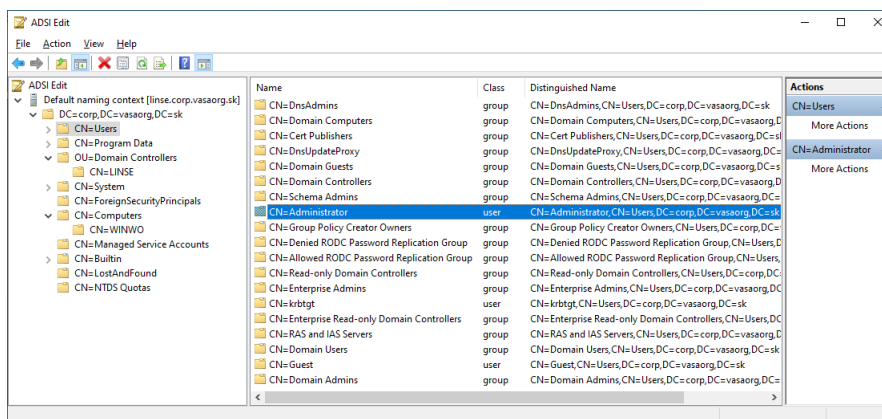 ADSI Edit
File Action View Help
ADSI Edit
Default naming context [linse.corp.vasaorg.sk]
DC=corp,DC=vasaorg,DC=sk
CN=Users
CN=Program Data
OU=Domain Controllers
CN=LINSE
CN=System
CN=ForeignSecurityPrincipals
CN=Computers
CN=WINWO
CN=Managed Service Accounts
CN=Builtin
CN=LostAndFound
CN=NTDS Quotas
Name Class Distinguished Name
CN=DnsAdmins group CN=DnsAdmins,CN=Users,DC=corp,DC=vasaorg,DC=sk
CN=Domain Computers group CN=Domain Computers,CN=Users,DC=corp,DC=vasaorg,D
CN=Cert Publishers group CN=Cert Publishers,CN=Users,DC=corp,DC=vasaorg,DC=sl
CN=DnsUpdateProxy group CN=DnsUpdateProxy,CN=Users,DC=corp,DC=vasaorg,DC=
CN=Domain Guests group CN=Domain Guests,CN=Users,DC=corp,DC=vasaorg,DC=s
CN=Domain Controllers group CN=Domain Controllers,CN=Users,DC=corp,DC=vasaorg,D
CN=Schema Admins group CN=Schema Admins,CN=Users,DC=corp,DC=vasaorg,DC=
CN=Administrator user CN=Administrator,CN=Users,DC=corp,DC=vasaorg,DC=sk
CN=Group Policy Creator Owners group CN=Group Policy Creator Owners,CN=Users,DC=corp,DC=
CN=Denied RODC Password Replication Group group CN=Denied RODC Password Replication Group,CN=Users,D
CN=Allowed RODC Password Replication Group group CN=Allowed RODC Password Replication Group,CN=Users,
CN=Read-only Domain Controllers group CN=Read-only Domain Controllers,CN=Users,DC=corp,DC:
CN=Enterprise Admins group CN=Enterprise Admins,CN=Users,DC=corp,DC=vasaorg,DC
CN=krbtgt user CN=krbtgt,CN=Users,DC=corp,DC=vasaorg,DC=sk
CN=Enterprise Read-only Domain Controllers group CN=Enterprise Read-only Domain Controllers,CN=Users,DC
CN=RAS and IAS Servers group CN=RAS and IAS Servers,CN=Users,DC=corp,DC=vasaorg,D
CN=Domain Users group CN=Domain Users,CN=Users,DC=corp,DC=vasaorg,DC=sk
CN=Guest user CN=Guest,CN=Users,DC=corp,DC=vasaorg,DC=sk
CN=Domain Admins group CN=Domain Admins,CN=Users,DC=corp,DC=vasaorg,DC=
Actions
CN=Users
More Actions
CN=Administrator
More Actions